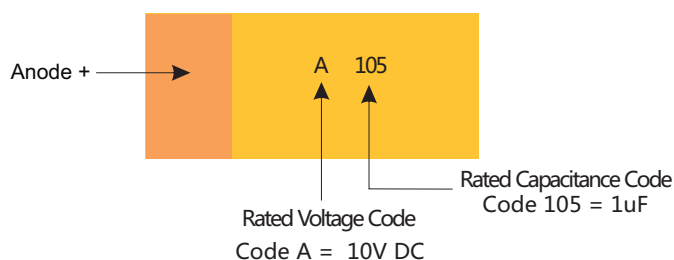 A 105
Anode +
Rated Capacitance Code
Code 105 = 1uF
Rated Voltage Code
Code A = 10V DC